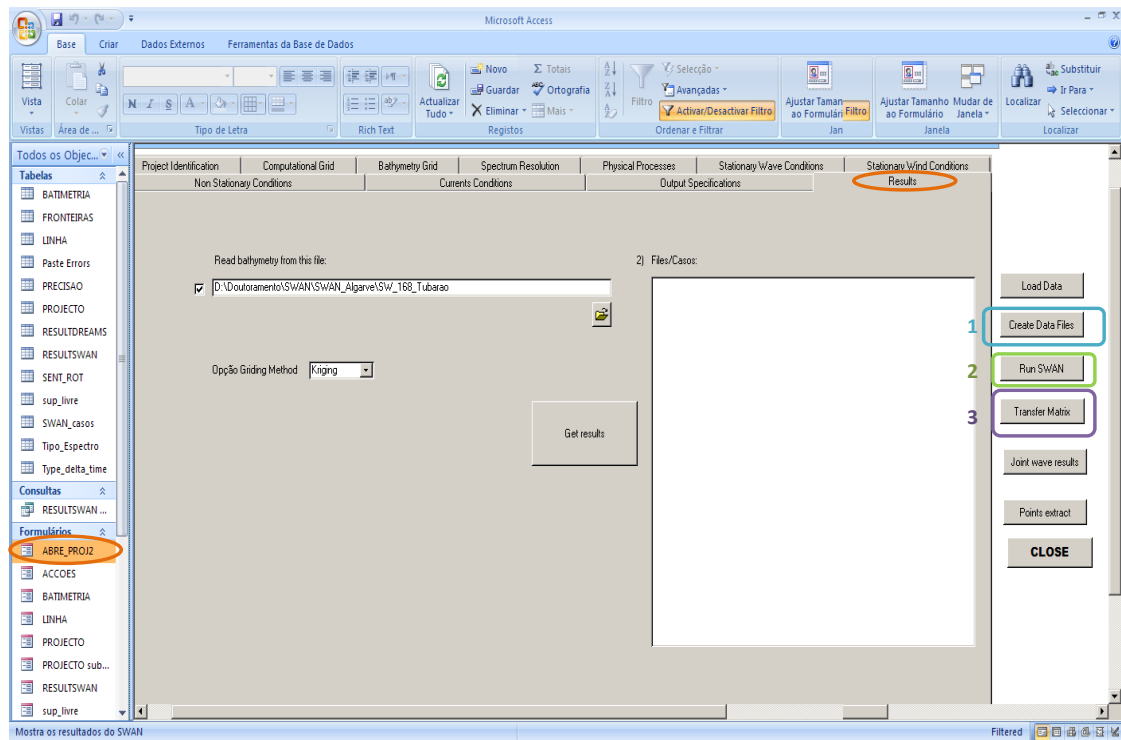 Microsoft Access
Base Criar Dados Externos Ferramentas da Base de Dados
Vista
Vistas
Colar
Área de ...
N I S A
Tipo de Letra
ab
Rich Text
Actualizar Tudo
Novo
Guardar
Eliminar
Σ Totais
Ortografia
Mais
Registos
Filtro
Selecção
Avançadas
Activar/Desactivar Filtro
Ordenar e Filtrar
Ajustar Taman
ao Formulári
Filtro
Jan
Ajustar Tamanho
ao Formulário
Mudar de
Janela
Janela
Localizar
Substituir
Ir Para
Seleccionar
Localizar
Todos os Objec...
Tabelas
BATIMETRIA
FRONTEIRAS
LINHA
Paste Errors
PRECISAO
PROJECTO
RESULTDREAMS
RESULTSWAN
SENT_ROT
sup_livre
SWAN_casos
Tipo_Espectro
Type_delta_time
Consultas
RESULTSWAN ...
Formulários
ABRE_PROJ2
ACCOES
BATIMETRIA
LINHA
PROJECTO
PROJECTO sub...
RESULTSWAN
sup_livre
Project Identification Computational Grid Bathymetry Grid Spectrum Resolution Physical Processes Stationary Wave Conditions Stationary Wind Conditions
Non Stationary Conditions Currents Conditions Output Specifications Results
Read bathymetry from this file:
D:\Doutoramento\SWAN\SWAN_Algarve\SW_168_Tubarao
Opção Griding Method Kriging
Get results
2) Files/Casos:
Load Data
1 Create Data Files
2 Run SWAN
3 Transfer Matrix
Joint wave results
Points extract
CLOSE
Mostra os resultados do SWAN
Filtered